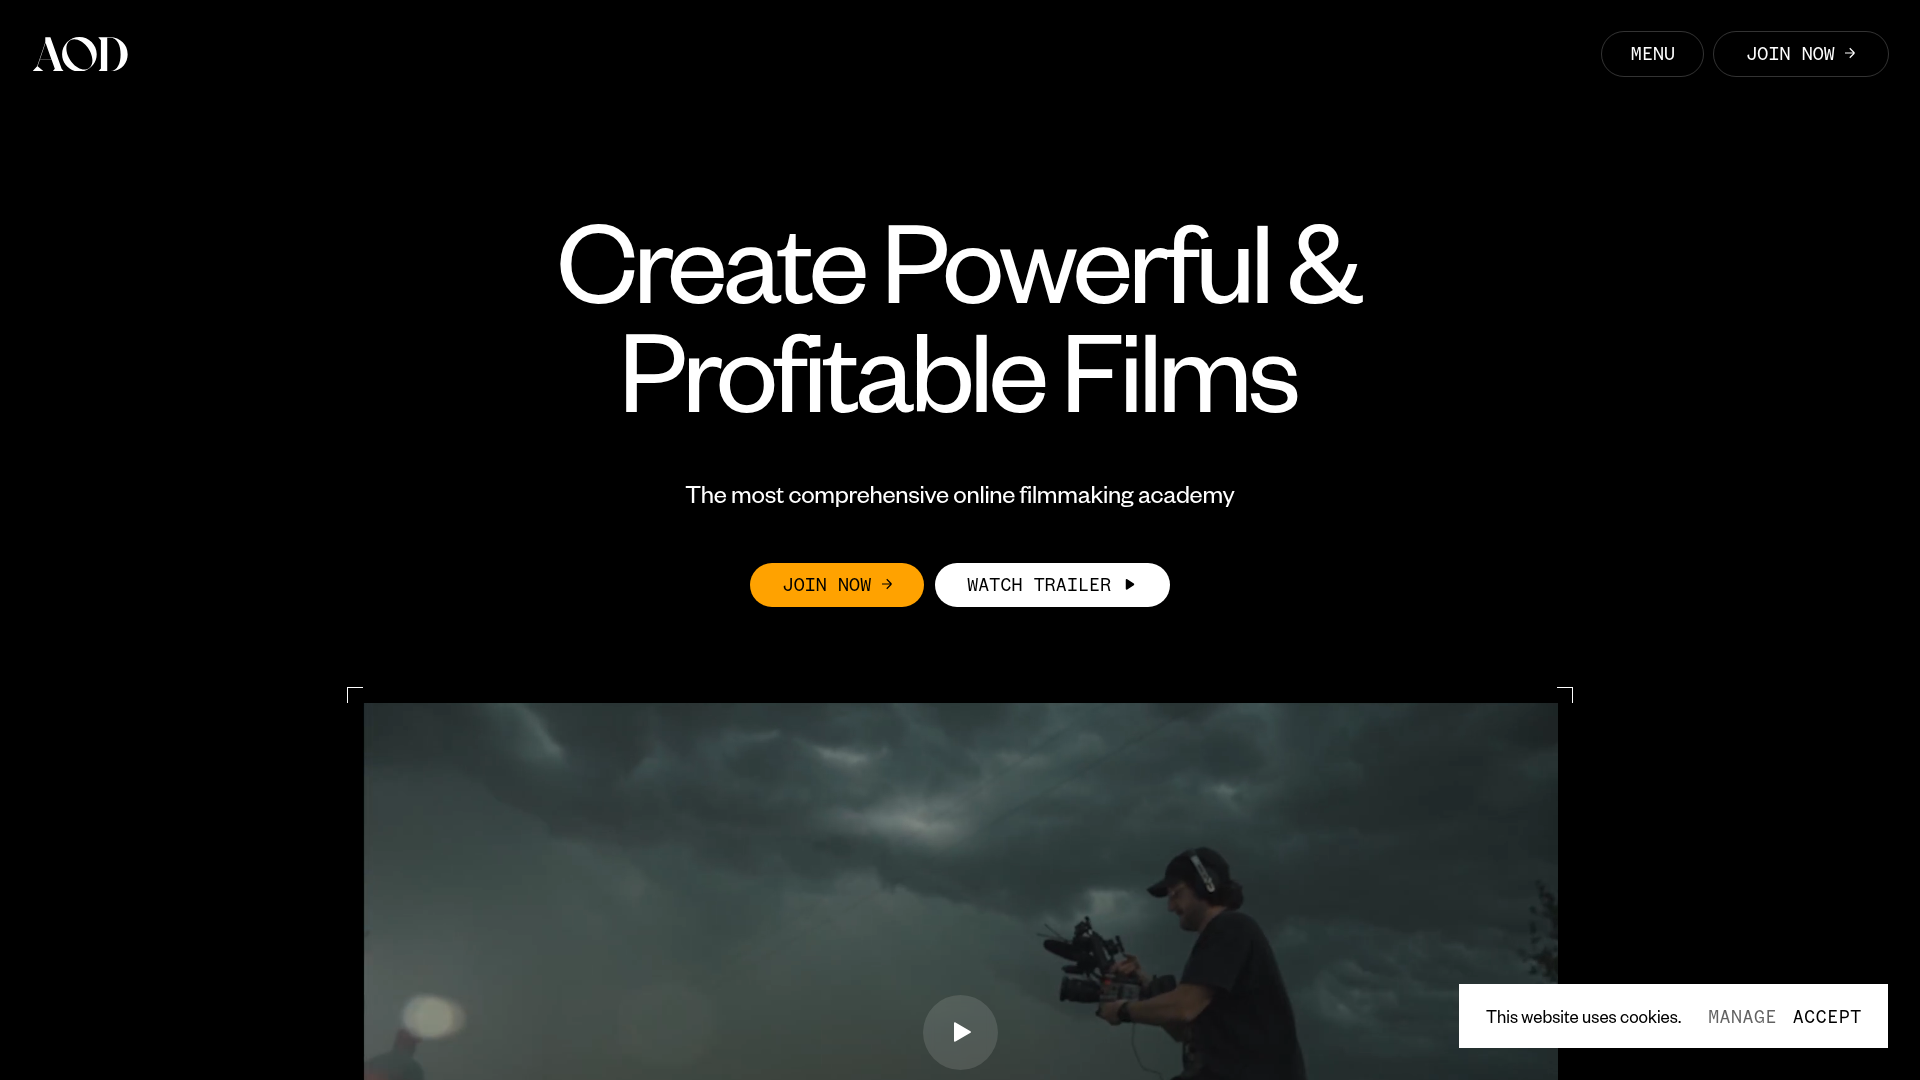 AOD
MENU
JOIN NOW →
Create Powerful &
Profitable Films
The most comprehensive online filmmaking academy
JOIN NOW →
WATCH TRAILER
This website uses cookies.
MANAGE
ACCEPT